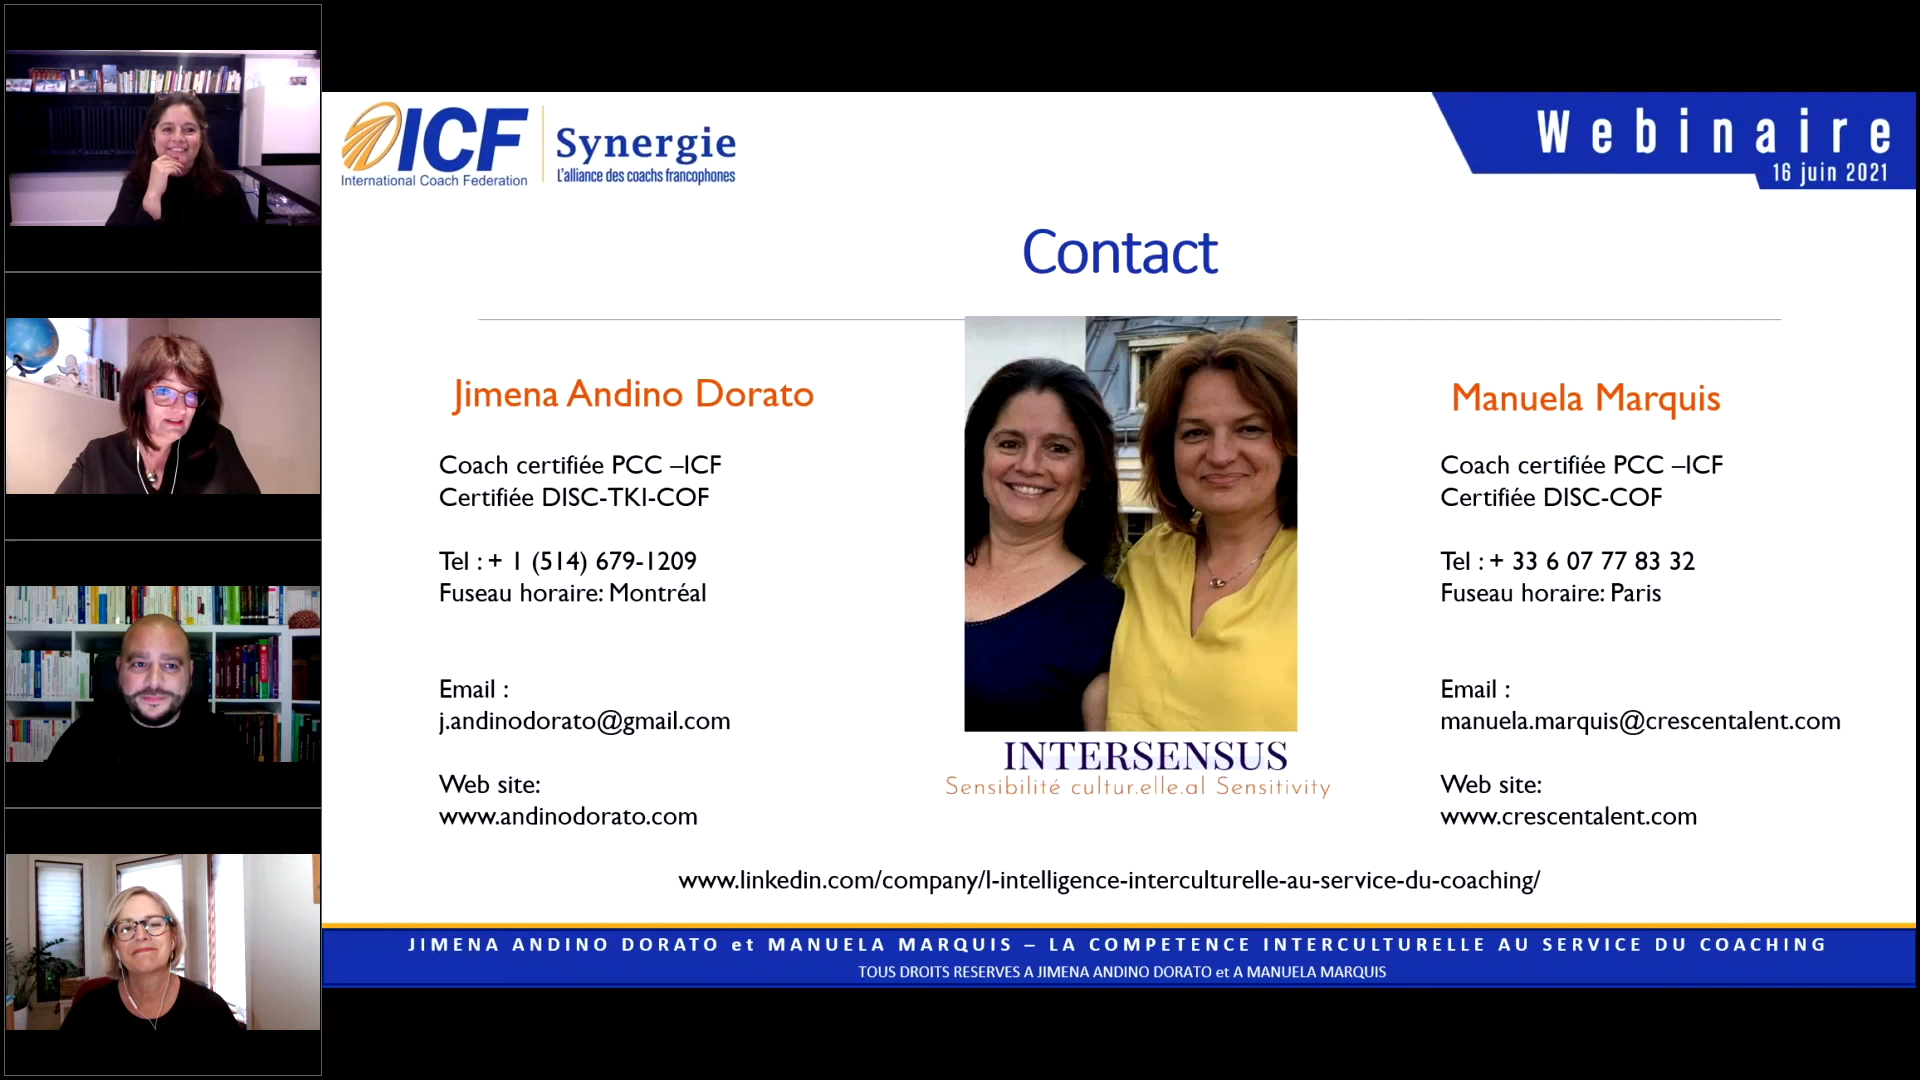 ICF
International Coach Federation
Synergie
L'alliance des coachs francophones
Webinaire
16 juin 2021
Contact
Jimena Andino Dorato
Coach certifiée PCC –ICF
Certifiée DISC-TKI-COF
Tel : + 1 (514) 679-1209
Fuseau horaire: Montréal
Email :
j.andinodorato@gmail.com
Web site:
www.andinodorato.com
INTERSENSUS
Sensibilité cultur.elle.al Sensitivity
Manuela Marquis
Coach certifiée PCC –ICF
Certifiée DISC-COF
Tel : + 33 6 07 77 83 32
Fuseau horaire: Paris
Email :
manuela.marquis@crescentalent.com
Web site:
www.crescentalent.com
www.linkedin.com/company/l-intelligence-interculturelle-au-service-du-coaching/
JIMENA ANDINO DORATO et MANUELA MARQUIS – LA COMPETENCE INTERCULTURELLE AU SERVICE DU COACHING
TOUS DROITS RESERVES A JIMENA ANDINO DORATO et A MANUELA MARQUIS